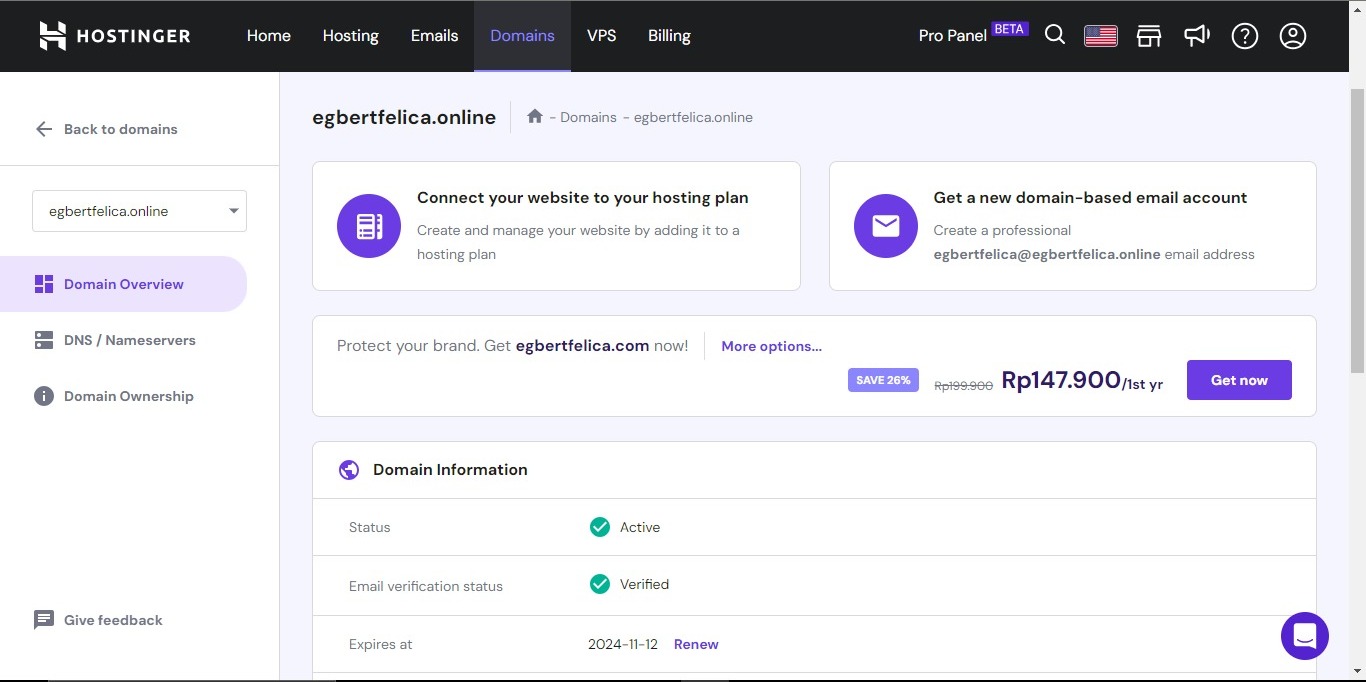 HOSTINGER
Home
Hosting
Emails
Domains
VPS
Billing
Pro Panel BETA
Back to domains
egbertfelica.online
Domain Overview
DNS / Nameservers
Domain Ownership
Give feedback
egbertfelica.online
- Domains - egbertfelica.online
Connect your website to your hosting plan
Create and manage your website by adding it to a
hosting plan
Get a new domain-based email account
Create a professional
egbertfelica@egbertfelica.online email address
Protect your brand. Get egbertfelica.com now!
More options...
SAVE 26%
Rp199.900
Rp147.900/1st yr
Get now
Domain Information
Status
Active
Email verification status
Verified
Expires at
2024-11-12
Renew